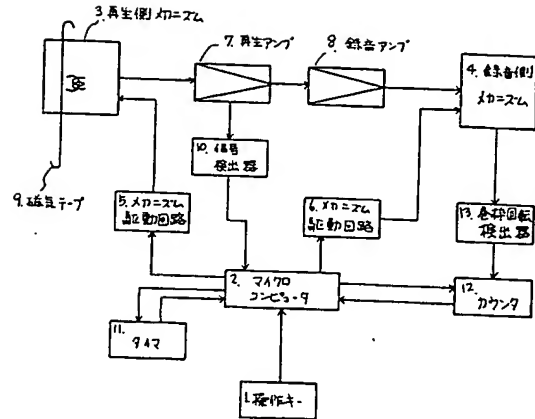 3.再生側メカニズム
7.再生アンプ
8.録音アンプ
4.録音側
メカニズム
10.信号
検出器
9.磁気テープ
5.メカニズム
駆動回路
6.メカニズム
駆動回路
13.巻枠回転
検出器
2.マイクロ
コンピュータ
12.
カウンタ
11.
タイマ
1.操作キー